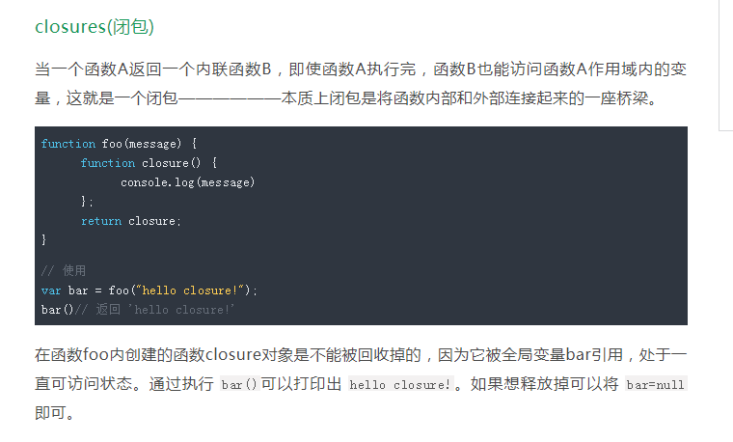 closures(闭包)
当一个函数A返回一个内联函数B，即使函数A执行完，函数B也能访问函数A作用域内的变
量，这就是一个闭包——————本质上闭包是将函数内部和外部连接起来的一座桥梁。
function foo(message) {
function closure() {
console.log(message)
};
return closure;
}
// 使用
var bar = foo("hello closure!");
bar()// 返回 'hello closure!'
在函数foo内创建的函数closure对象是不能被回收掉的，因为它被全局变量bar引用，处于一
直可访问状态。通过执行 bar()可以打印出 hello closure!。如果想释放掉可以将 bar=null
即可。